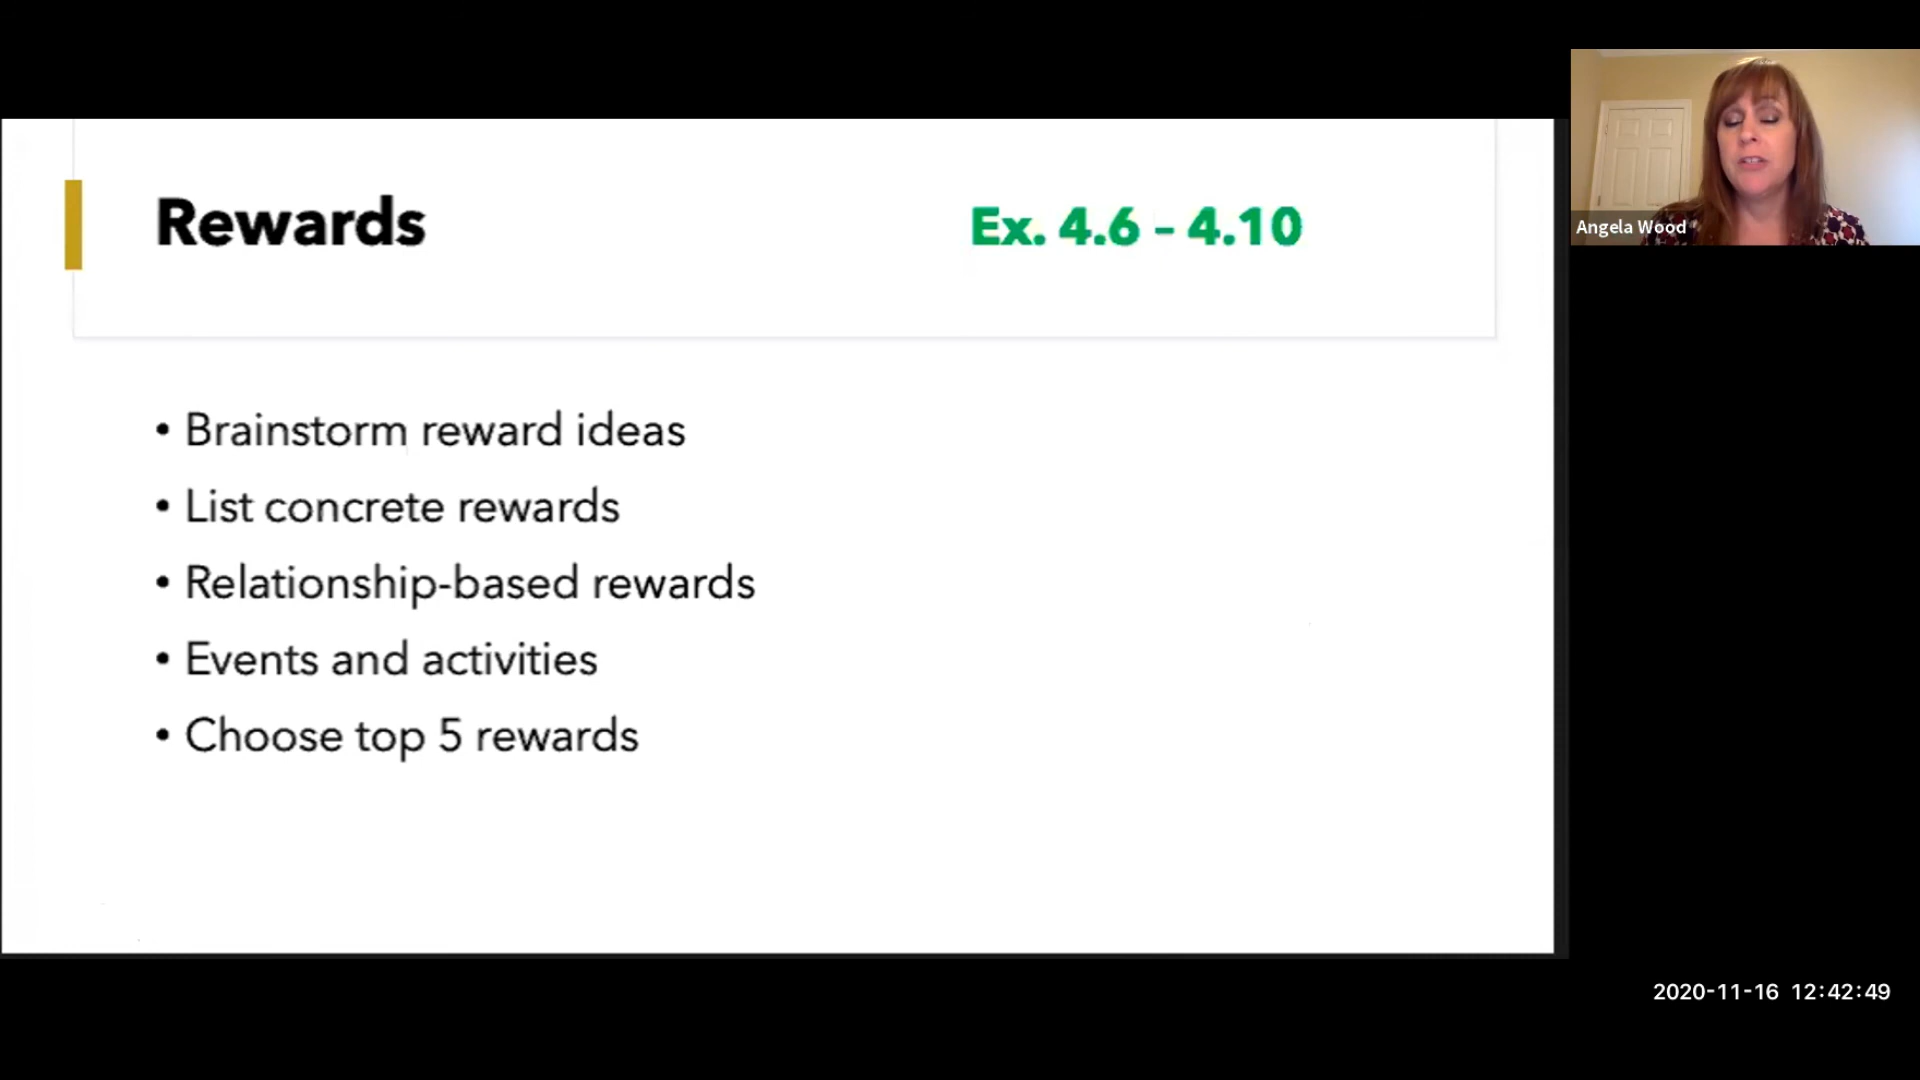 Rewards
Ex. 4.6 – 4.10
• Brainstorm reward ideas
• List concrete rewards
• Relationship-based rewards
• Events and activities
• Choose top 5 rewards
Angela Wood
2020-11-16 12:42:49